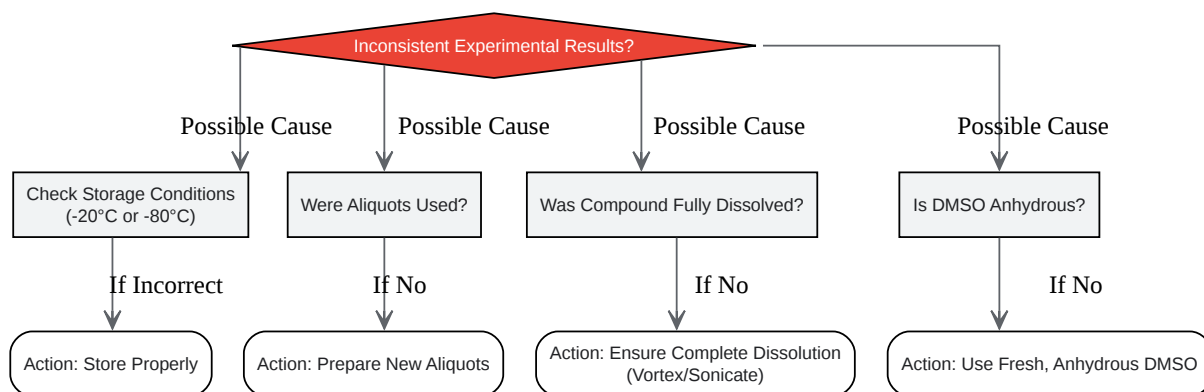 Inconsistent Experimental Results?
Possible Cause
Possible Cause
Possible Cause
Possible Cause
Check Storage Conditions
(-20°C or -80°C)
Were Aliquots Used?
Was Compound Fully Dissolved?
Is DMSO Anhydrous?
If Incorrect
If No
If No
If No
Action: Store Properly
Action: Prepare New Aliquots
Action: Ensure Complete Dissolution
(Vortex/Sonicate)
Action: Use Fresh, Anhydrous DMSO